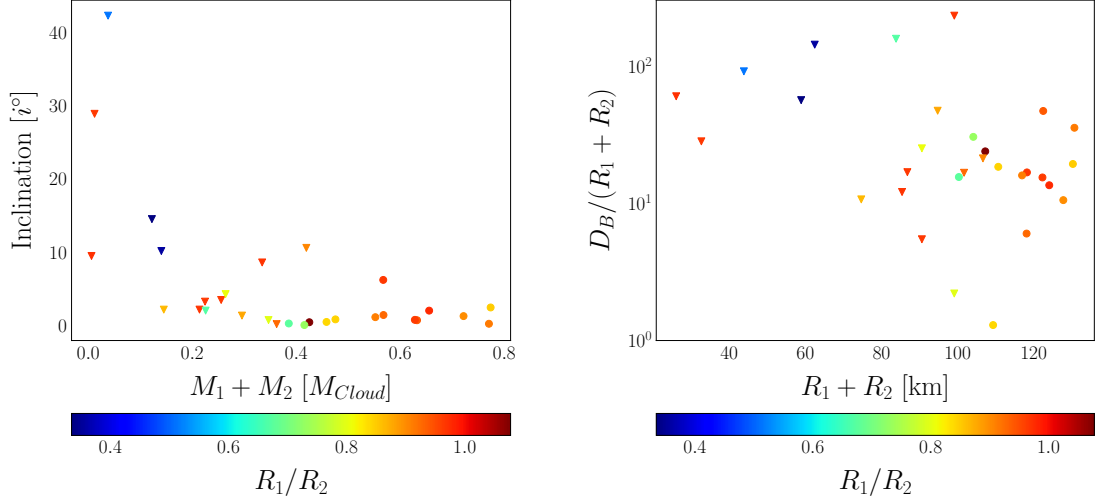 Inclination [i°]
40
30
20
10
0
0.0 0.2 0.4 0.6 0.8
M₁ + M₂ [M_Cloud]
0.4 0.6 0.8 1.0
R₁/R₂
D_B/(R₁ + R₂)
10²
10¹
10⁰
40 60 80 100 120
R₁ + R₂ [km]
0.4 0.6 0.8 1.0
R₁/R₂